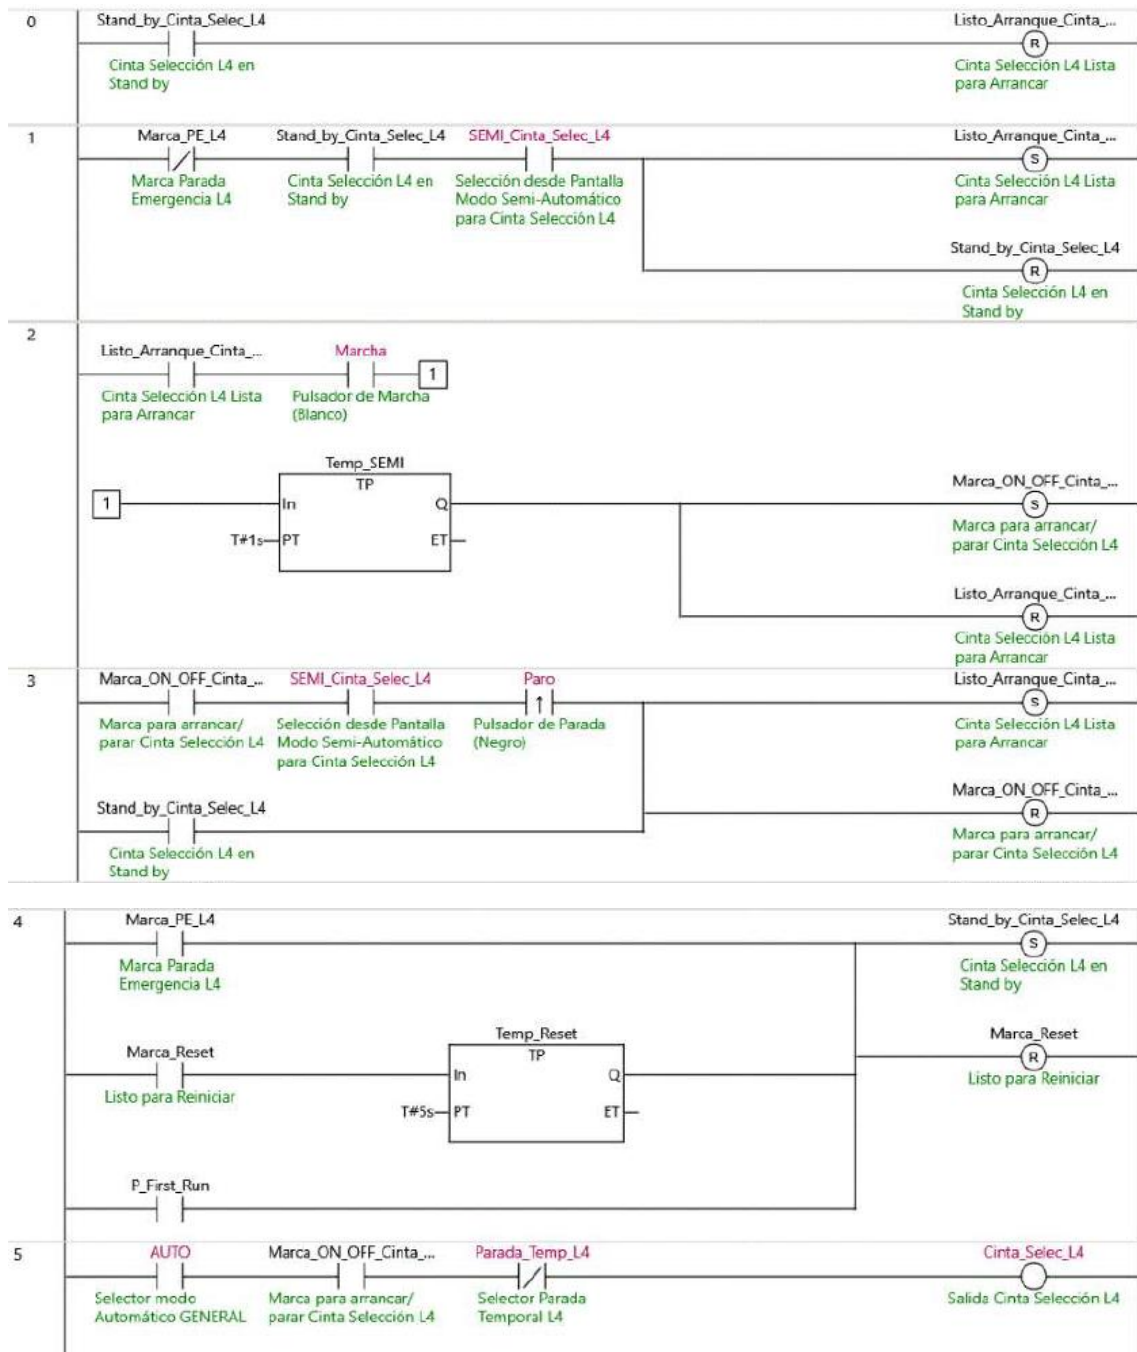 0
Stand_by_Cinta_Selec_L4
Cinta Selección L4 en
Stand by
Listo_Arranque_Cinta_...
R
Cinta Selección L4 Lista
para Arrancar
1
Marca_PE_L4
Marca Parada
Emergencia L4
Stand_by_Cinta_Selec_L4
Cinta Selección L4 en
Stand by
SEMI_Cinta_Selec_L4
Selección desde Pantalla
Modo Semi-Automático
para Cinta Selección L4
Listo_Arranque_Cinta_...
S
Cinta Selección L4 Lista
para Arrancar
Stand_by_Cinta_Selec_L4
R
Cinta Selección L4 en
Stand by
2
Listo_Arranque_Cinta_...
Cinta Selección L4 Lista
para Arrancar
Marcha
Pulsador de Marcha
(Blanco)
1
1
Temp_SEMI
TP
In
Q
T#1s
PT
ET
Marca_ON_OFF_Cinta_...
S
Marca para arrancar/
parar Cinta Selección L4
Listo_Arranque_Cinta_...
R
Cinta Selección L4 Lista
para Arrancar
3
Marca_ON_OFF_Cinta_...
Marca para arrancar/
parar Cinta Selección L4
SEMI_Cinta_Selec_L4
Selección desde Pantalla
Modo Semi-Automático
para Cinta Selección L4
Paro
Pulsador de Parada
(Negro)
Listo_Arranque_Cinta_...
S
Cinta Selección L4 Lista
para Arrancar
Stand_by_Cinta_Selec_L4
Cinta Selección L4 en
Stand by
Marca_ON_OFF_Cinta_...
R
Marca para arrancar/
parar Cinta Selección L4
4
Marca_PE_L4
Marca Parada
Emergencia L4
Stand_by_Cinta_Selec_L4
S
Cinta Selección L4 en
Stand by
Marca_Reset
Listo para Reiniciar
Temp_Reset
TP
In
Q
T#5s
PT
ET
Marca_Reset
R
Listo para Reiniciar
P_First_Run
5
AUTO
Selector modo
Automático GENERAL
Marca_ON_OFF_Cinta_...
Marca para arrancar/
parar Cinta Selección L4
Parada_Temp_L4
Selector Parada
Temporal L4
Cinta_Selec_L4
Salida Cinta Selección L4